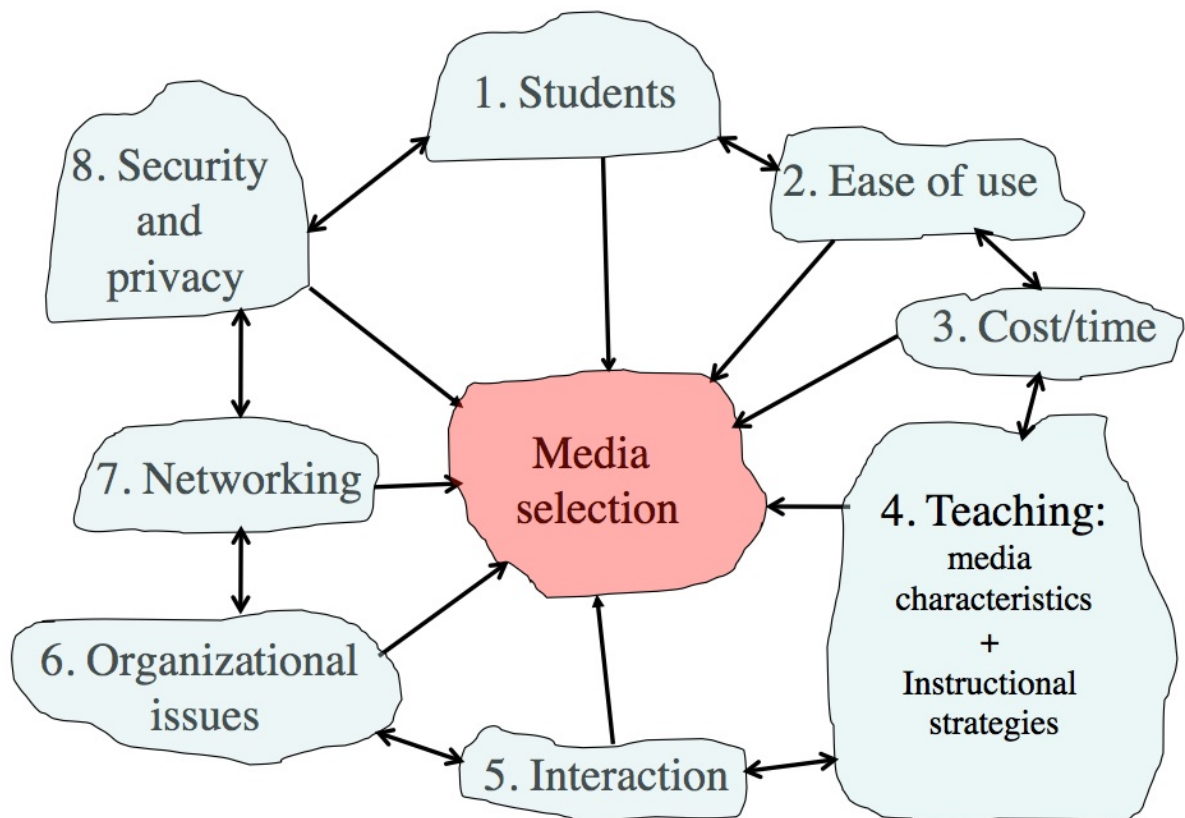 1. Students
2. Ease of use
3. Cost/time
4. Teaching:
media
characteristics
+
Instructional
strategies
5. Interaction
6. Organizational
issues
7. Networking
8. Security
and
privacy
Media
selection